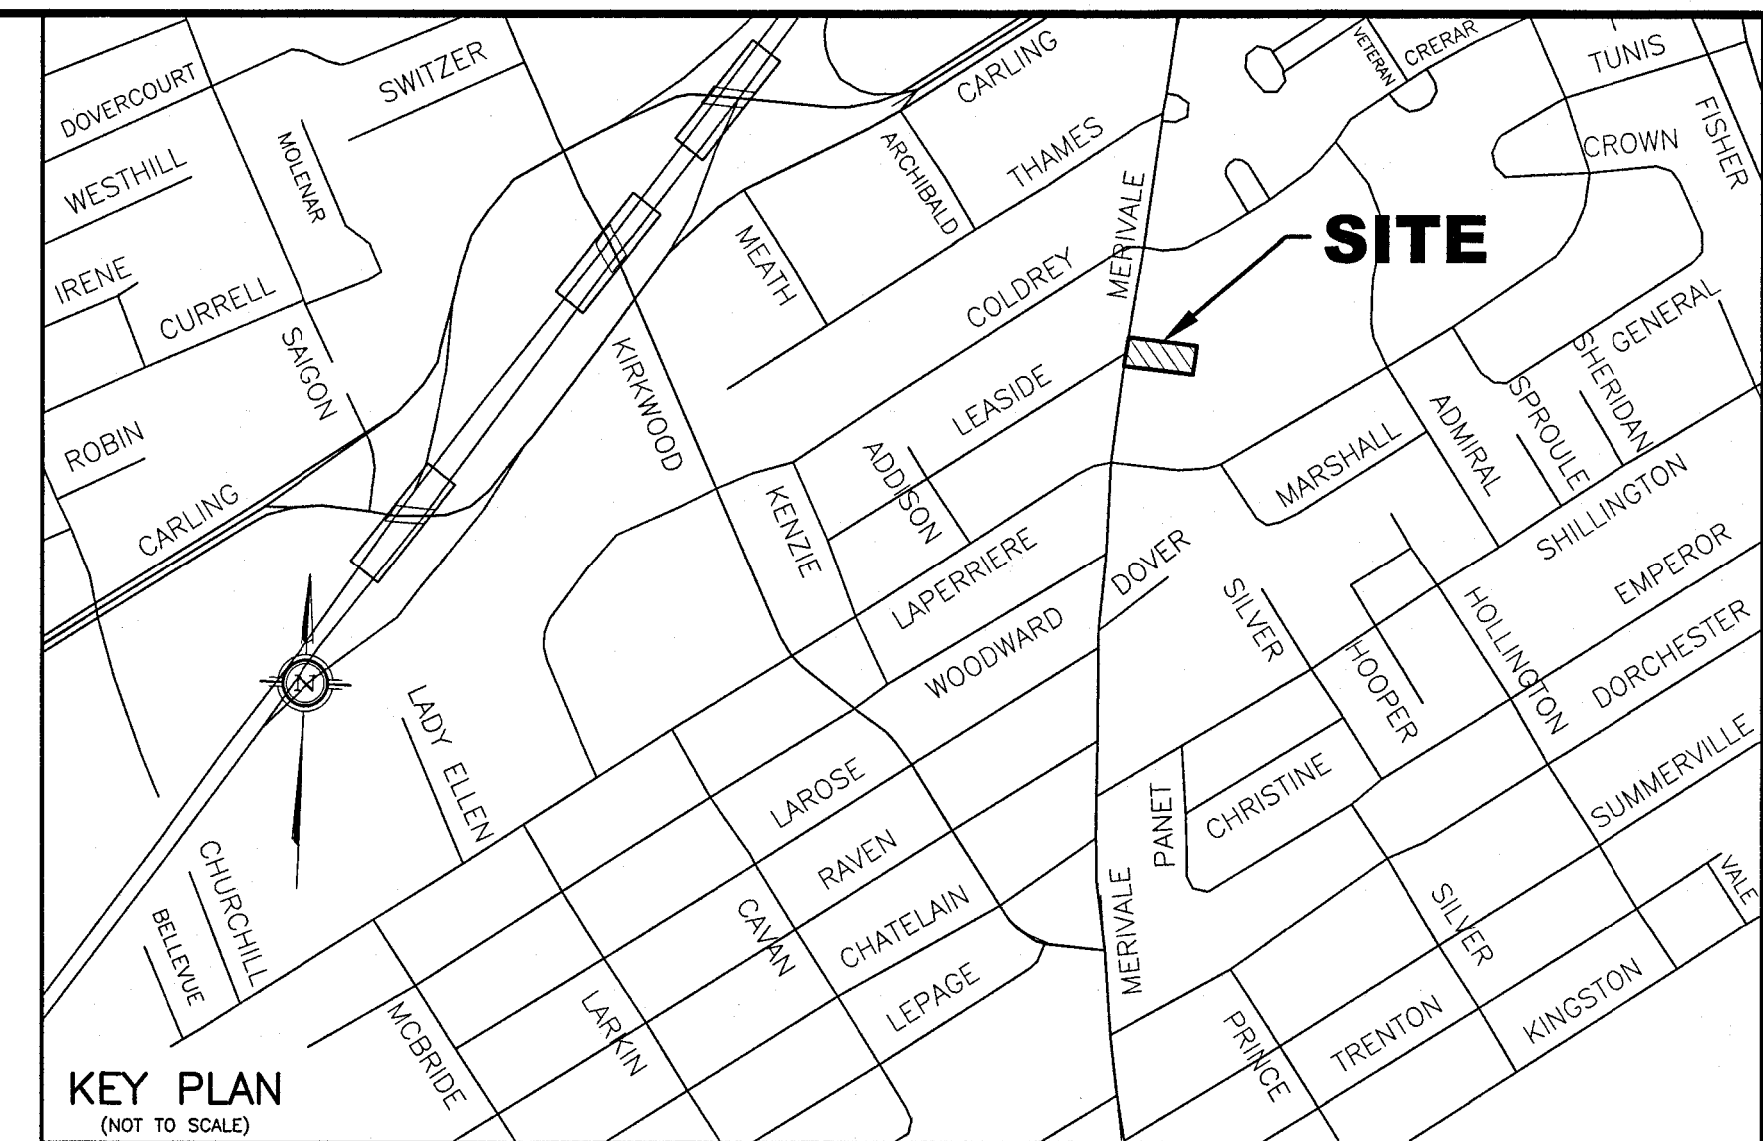 DOVERCOURT
SWITZER
CARLING
VETERAN
CRERAR
TUNIS
FISHER
WESTHILL
MOLENAR
ARCHIBALD
THAMES
CROWN
IRENE
CURRELL
MEATH
MERIVALE
SITE
COLDREY
SAIGON
KIRKWOOD
LEASIDE
GENERAL
SHERIDAN
SPROULE
ADMIRAL
MARSHALL
ROBIN
CARLING
ADDISON
KENZIE
LAPERRIERE
SHILLINGTON
DOVER
EMPEROR
N
WOODWARD
SILVER
HOOPER
HOLLINGTON
DORCHESTER
LADY ELLEN
LAROSE
PANET
CHRISTINE
SUMMERVILLE
CHURCHILL
RAVEN
VALE
BELLEVUE
CAVAN
CHATELAIN
MERIVALE
SILVER
LEPAGE
MCBRIDE
LARKIN
PRINCE
TRENTON
KINGSTON
KEY PLAN
(NOT TO SCALE)